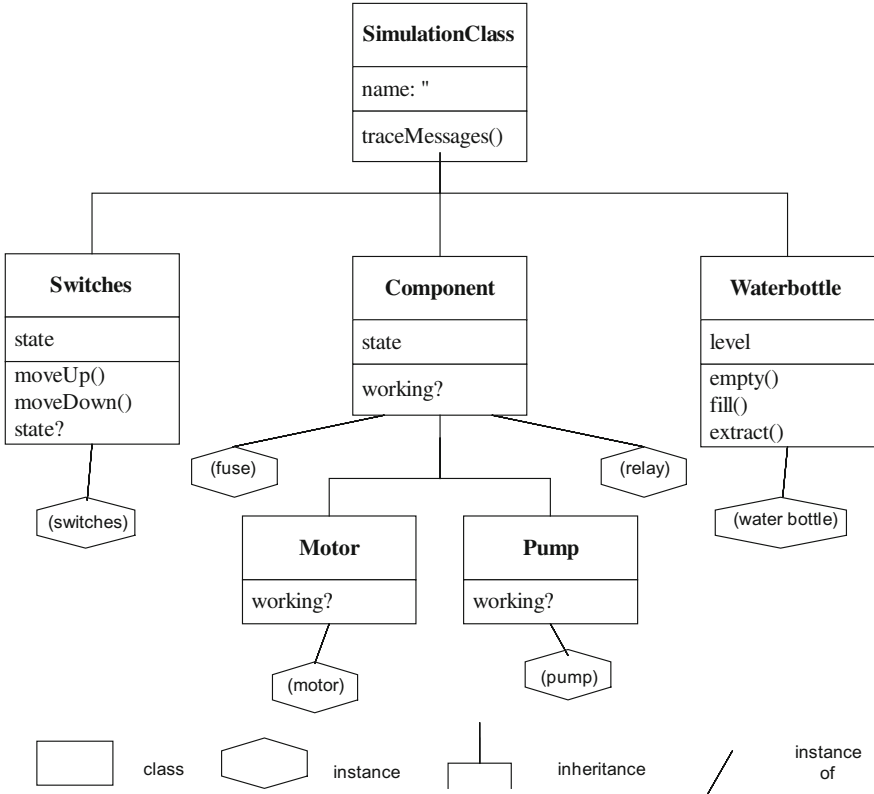 SimulationClass
name: "
traceMessages()
Switches
state
moveUp()
moveDown()
state?
Component
state
working?
Waterbottle
level
empty()
fill()
extract()
(fuse)
(relay)
(switches)
(water bottle)
Motor
working?
Pump
working?
(motor)
(pump)
class
instance
inheritance
instance
of